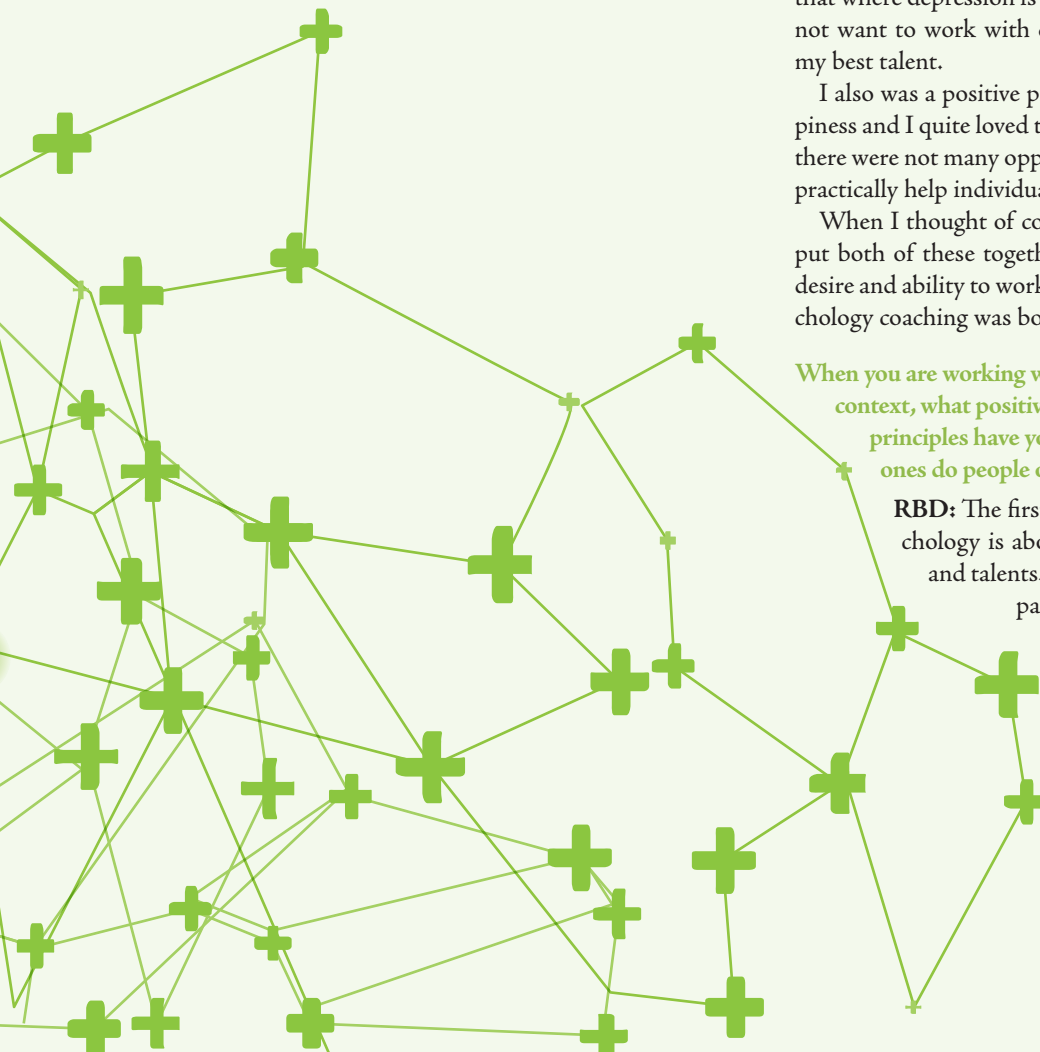 that where depression is
not want to work with
my best talent.
I also was a positive
piness and I quite loved
there were not many opp
practically help individua
When I thought of co
put both of these togeth
desire and ability to work
chology coaching was bo
When you are working w
context, what positiv
principles have yo
ones do people
RBD: The firs
chology is abo
and talents.
pa